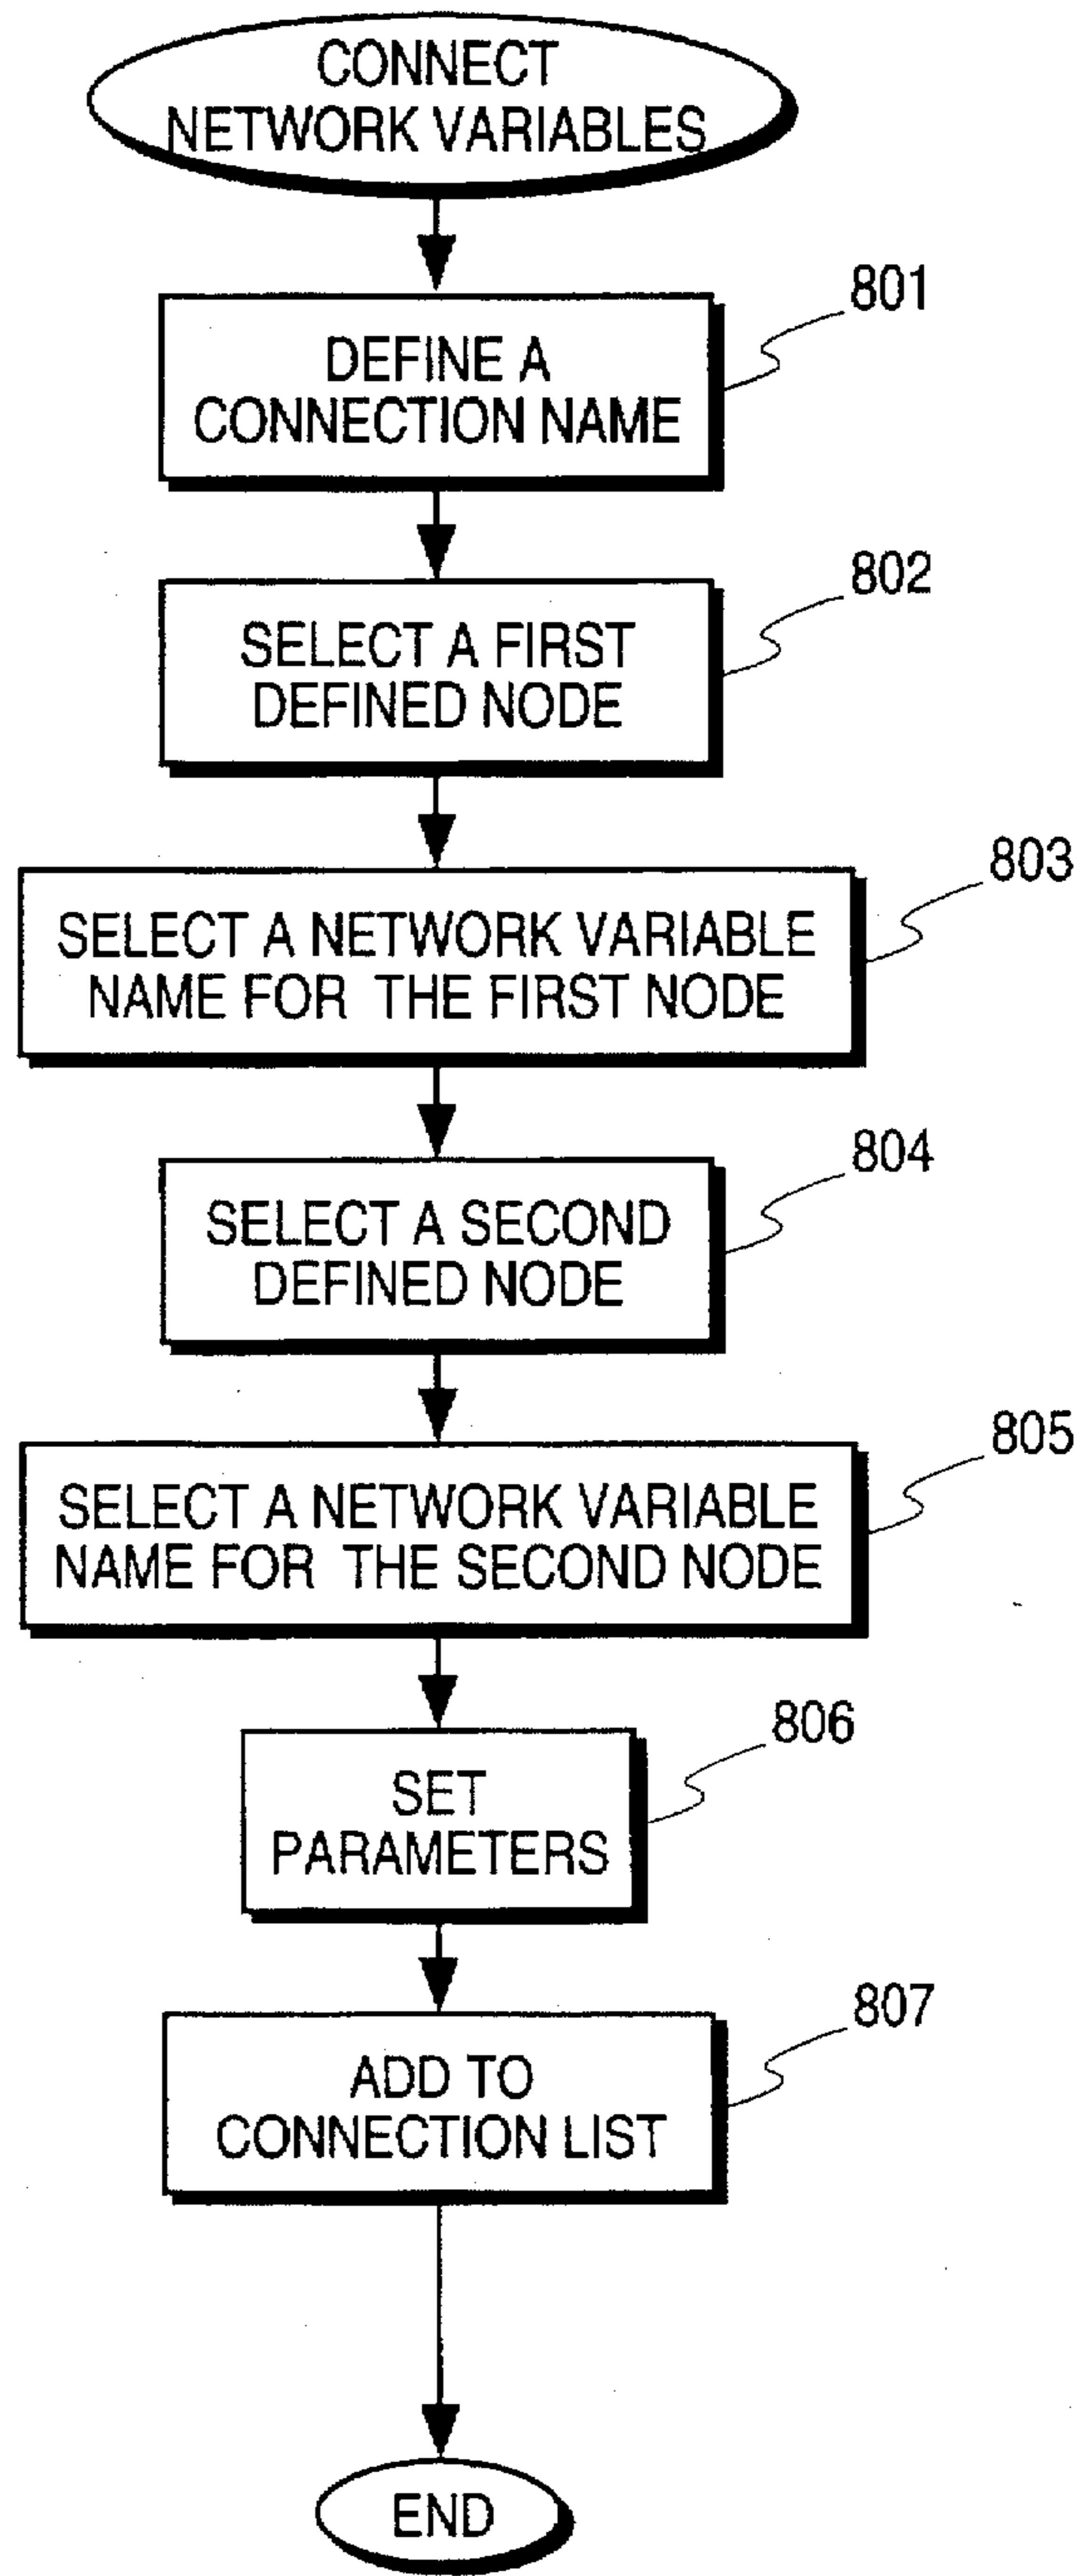 CONNECT
NETWORK VARIABLES
801
DEFINE A
CONNECTION NAME
802
SELECT A FIRST
DEFINED NODE
803
SELECT A NETWORK VARIABLE
NAME FOR THE FIRST NODE
804
SELECT A SECOND
DEFINED NODE
805
SELECT A NETWORK VARIABLE
NAME FOR THE SECOND NODE
806
SET
PARAMETERS
807
ADD TO
CONNECTION LIST
END